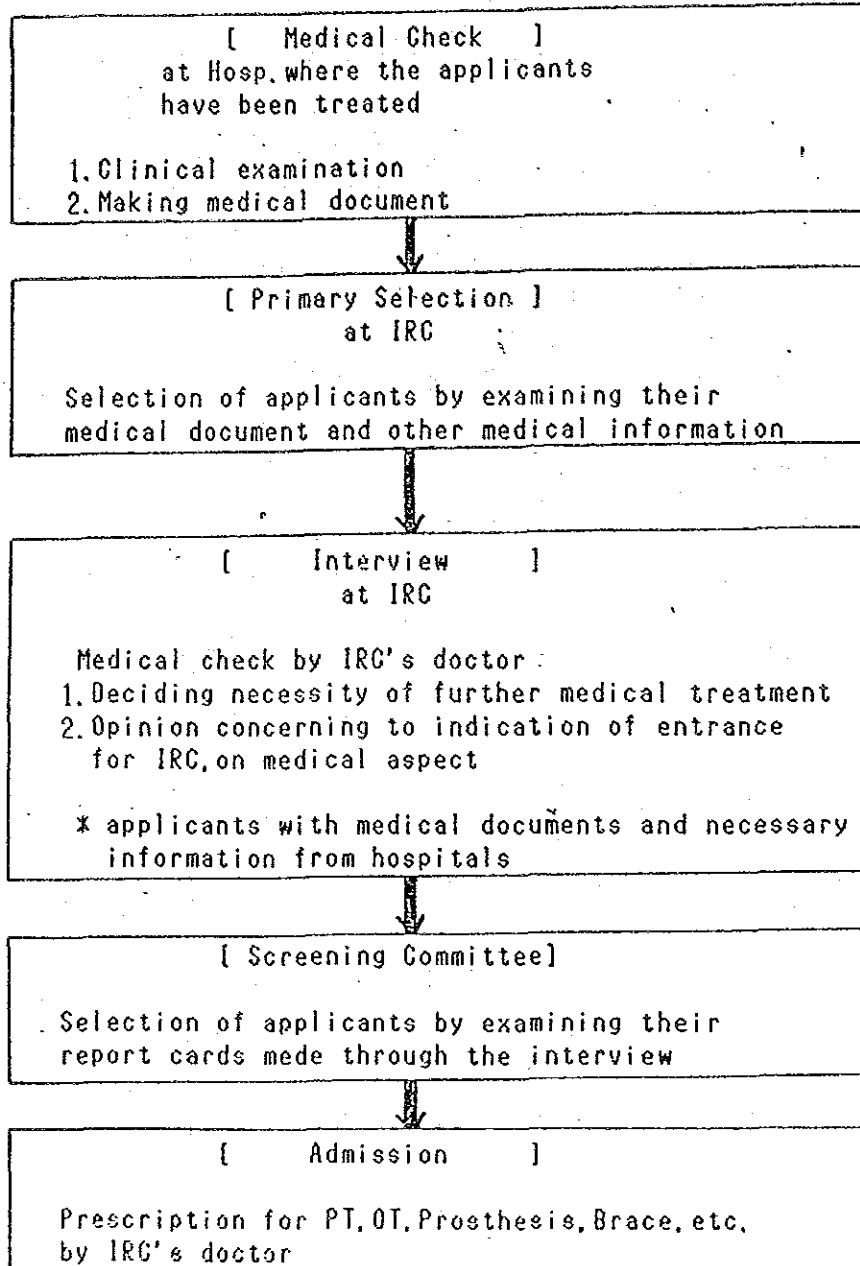 [ Medical Check ]
at Hosp. where the applicants
have been treated
1. Clinical examination
2. Making medical document
[ Primary Selection ]
at IRC
Selection of applicants by examining their
medical document and other medical information
[ Interview ]
at IRC
Medical check by IRC's doctor
1. Deciding necessity of further medical treatment
2. Opinion concerning to indication of entrance
for IRC, on medical aspect
* applicants with medical documents and necessary
information from hospitals
[ Screening Committee]
Selection of applicants by examining their
report cards mede through the interview
[ Admission ]
Prescription for PT, OT, Prosthesis, Brace, etc.
by IRC's doctor